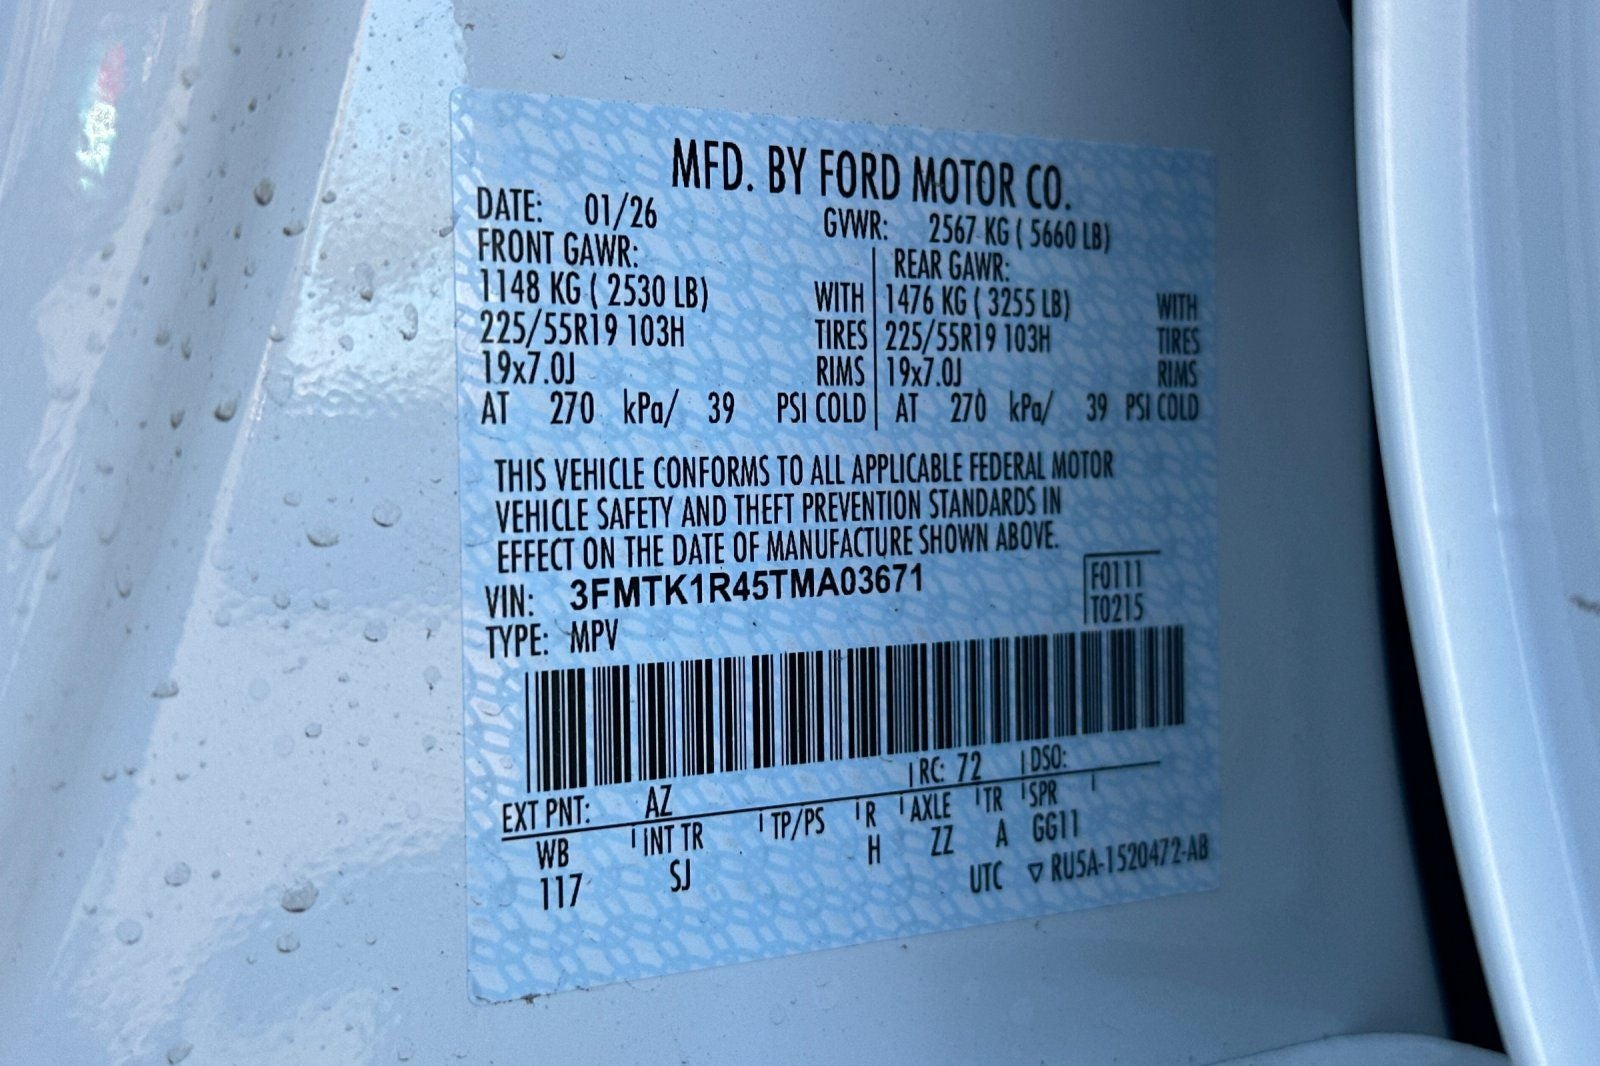 MFD. BY FORD MOTOR CO.
DATE: 01/26 GVWR: 2567 KG ( 5660 LB)
FRONT GAWR: REAR GAWR:
1148 KG ( 2530 LB) WITH 1476 KG ( 3255 LB) WITH
225/55R19 103H TIRES 225/55R19 103H TIRES
19x7.0J RIMS 19x7.0J RIMS
AT 270 kPa/ 39 PSI COLD AT 270 kPa/ 39 PSI COLD
THIS VEHICLE CONFORMS TO ALL APPLICABLE FEDERAL MOTOR
VEHICLE SAFETY AND THEFT PREVENTION STANDARDS IN
EFFECT ON THE DATE OF MANUFACTURE SHOWN ABOVE.
VIN: 3FMTK1R45TMA03671 F0111
TYPE: MPV T0215
EXT PNT: AZ RC: 72 DSO:
WB INT TR TP/PS R AXLE TR SPR
117 SJ H ZZ A GG11
UTC ▽ RU5A-1520472-AB